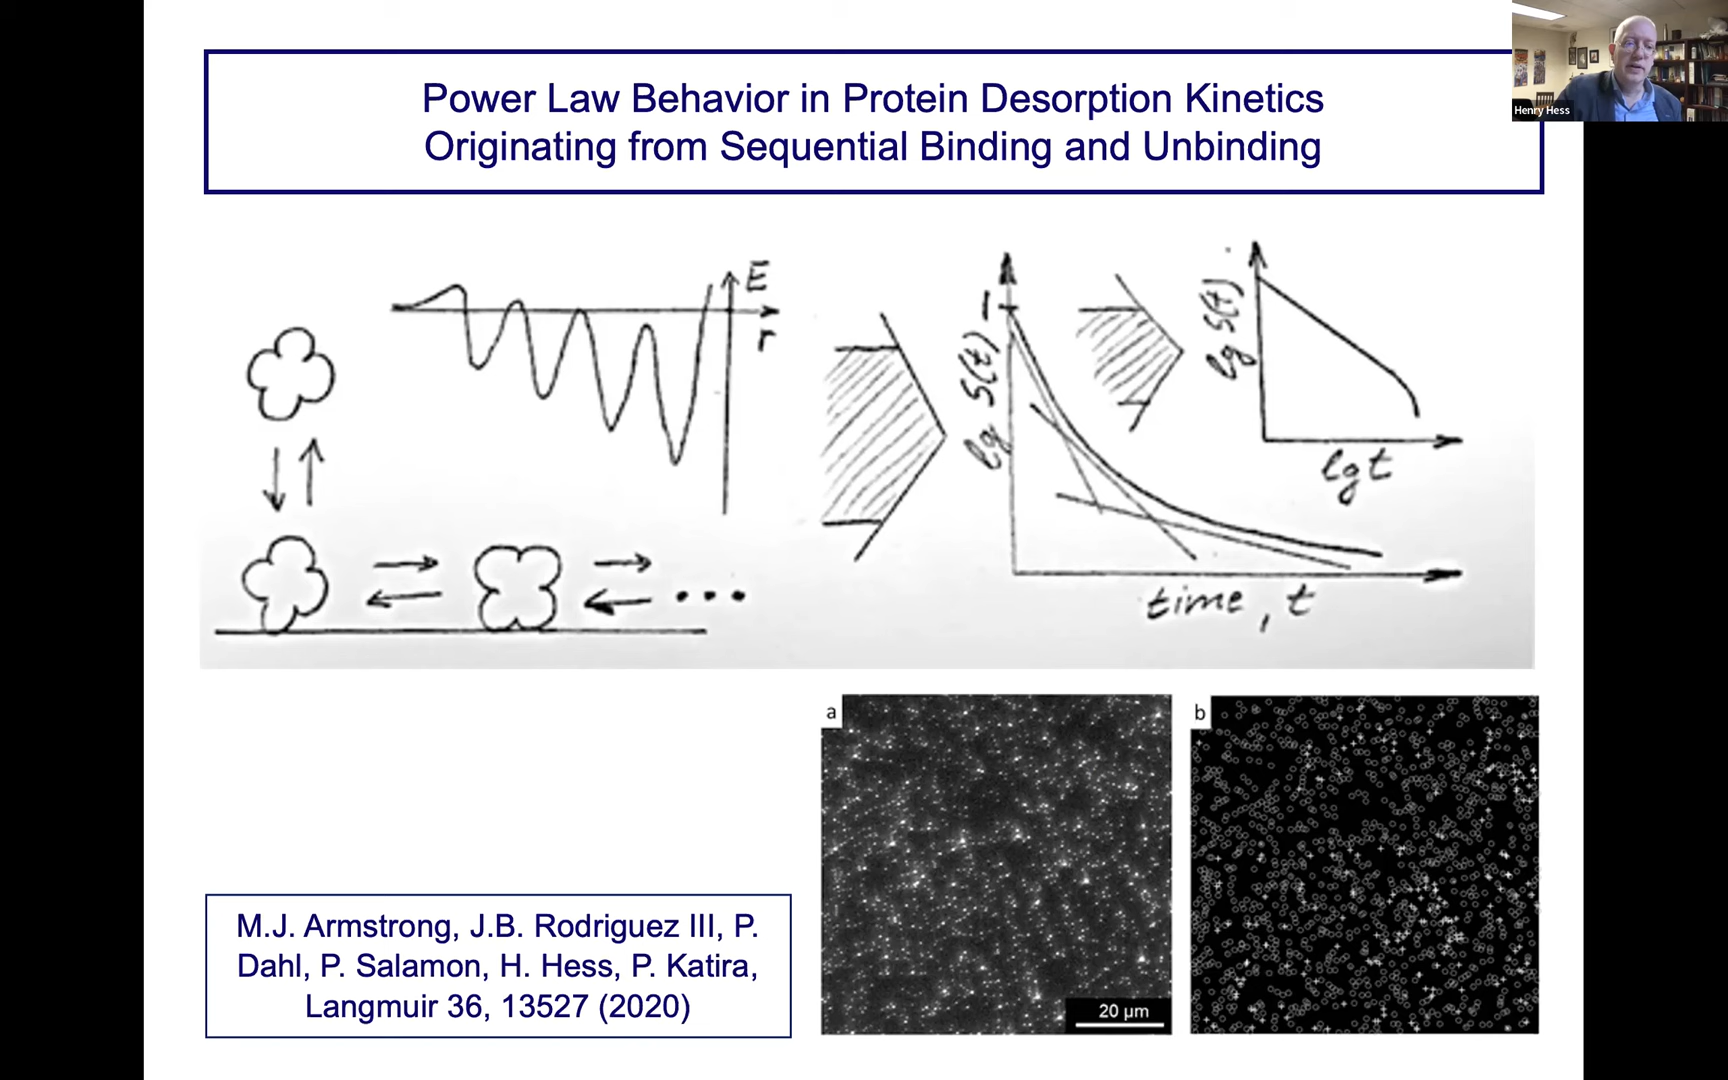 Henry Hess
Power Law Behavior in Protein Desorption Kinetics
Originating from Sequential Binding and Unbinding
E
r
1
lg S(t)
time, t
lg S(t)
lg t
a
20 µm
b
M.J. Armstrong, J.B. Rodriguez III, P.
Dahl, P. Salamon, H. Hess, P. Katira,
Langmuir 36, 13527 (2020)